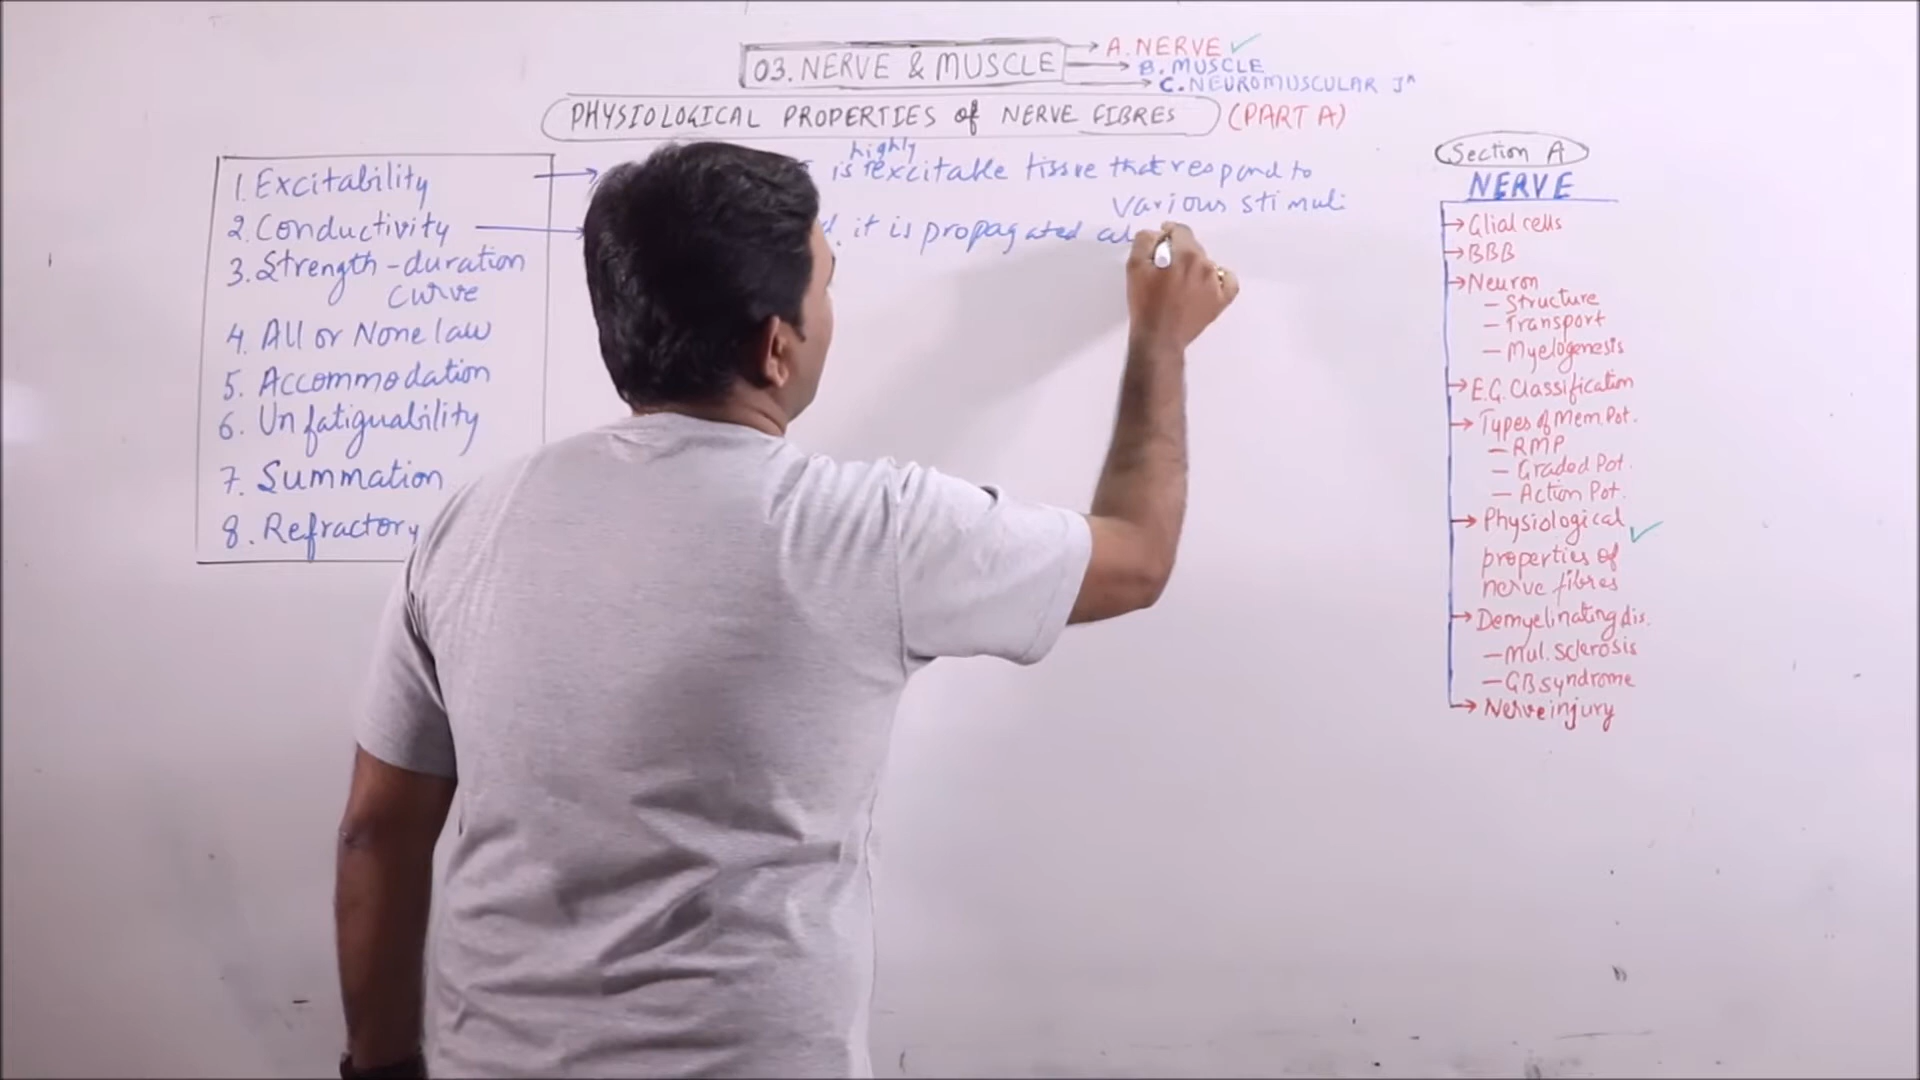 03. NERVE & MUSCLE
A. NERVE ✓
B. MUSCLE
C. NEUROMUSCULAR Jⁿ
PHYSIOLOGICAL PROPERTIES of NERVE FIBRES (PART A)
1. Excitability
2. Conductivity
3. Strength-duration
curve
4. All or None law
5. Accommodation
6. Unfatiguability
7. Summation
8. Refractory
highly
is excitable tissue that respond to
various stimuli
it is propagated
Section A
NERVE
Glial cells
BBB
Neuron
- Structure
- Transport
- Myelogenesis
E.G. Classification
Types of Mem. Pot.
- RMP
- Graded Pot.
- Action Pot.
Physiological ✓
properties of
nerve fibres
Demyelinating dis.
- Mul. Sclerosis
- GB syndrome
Nerve injury